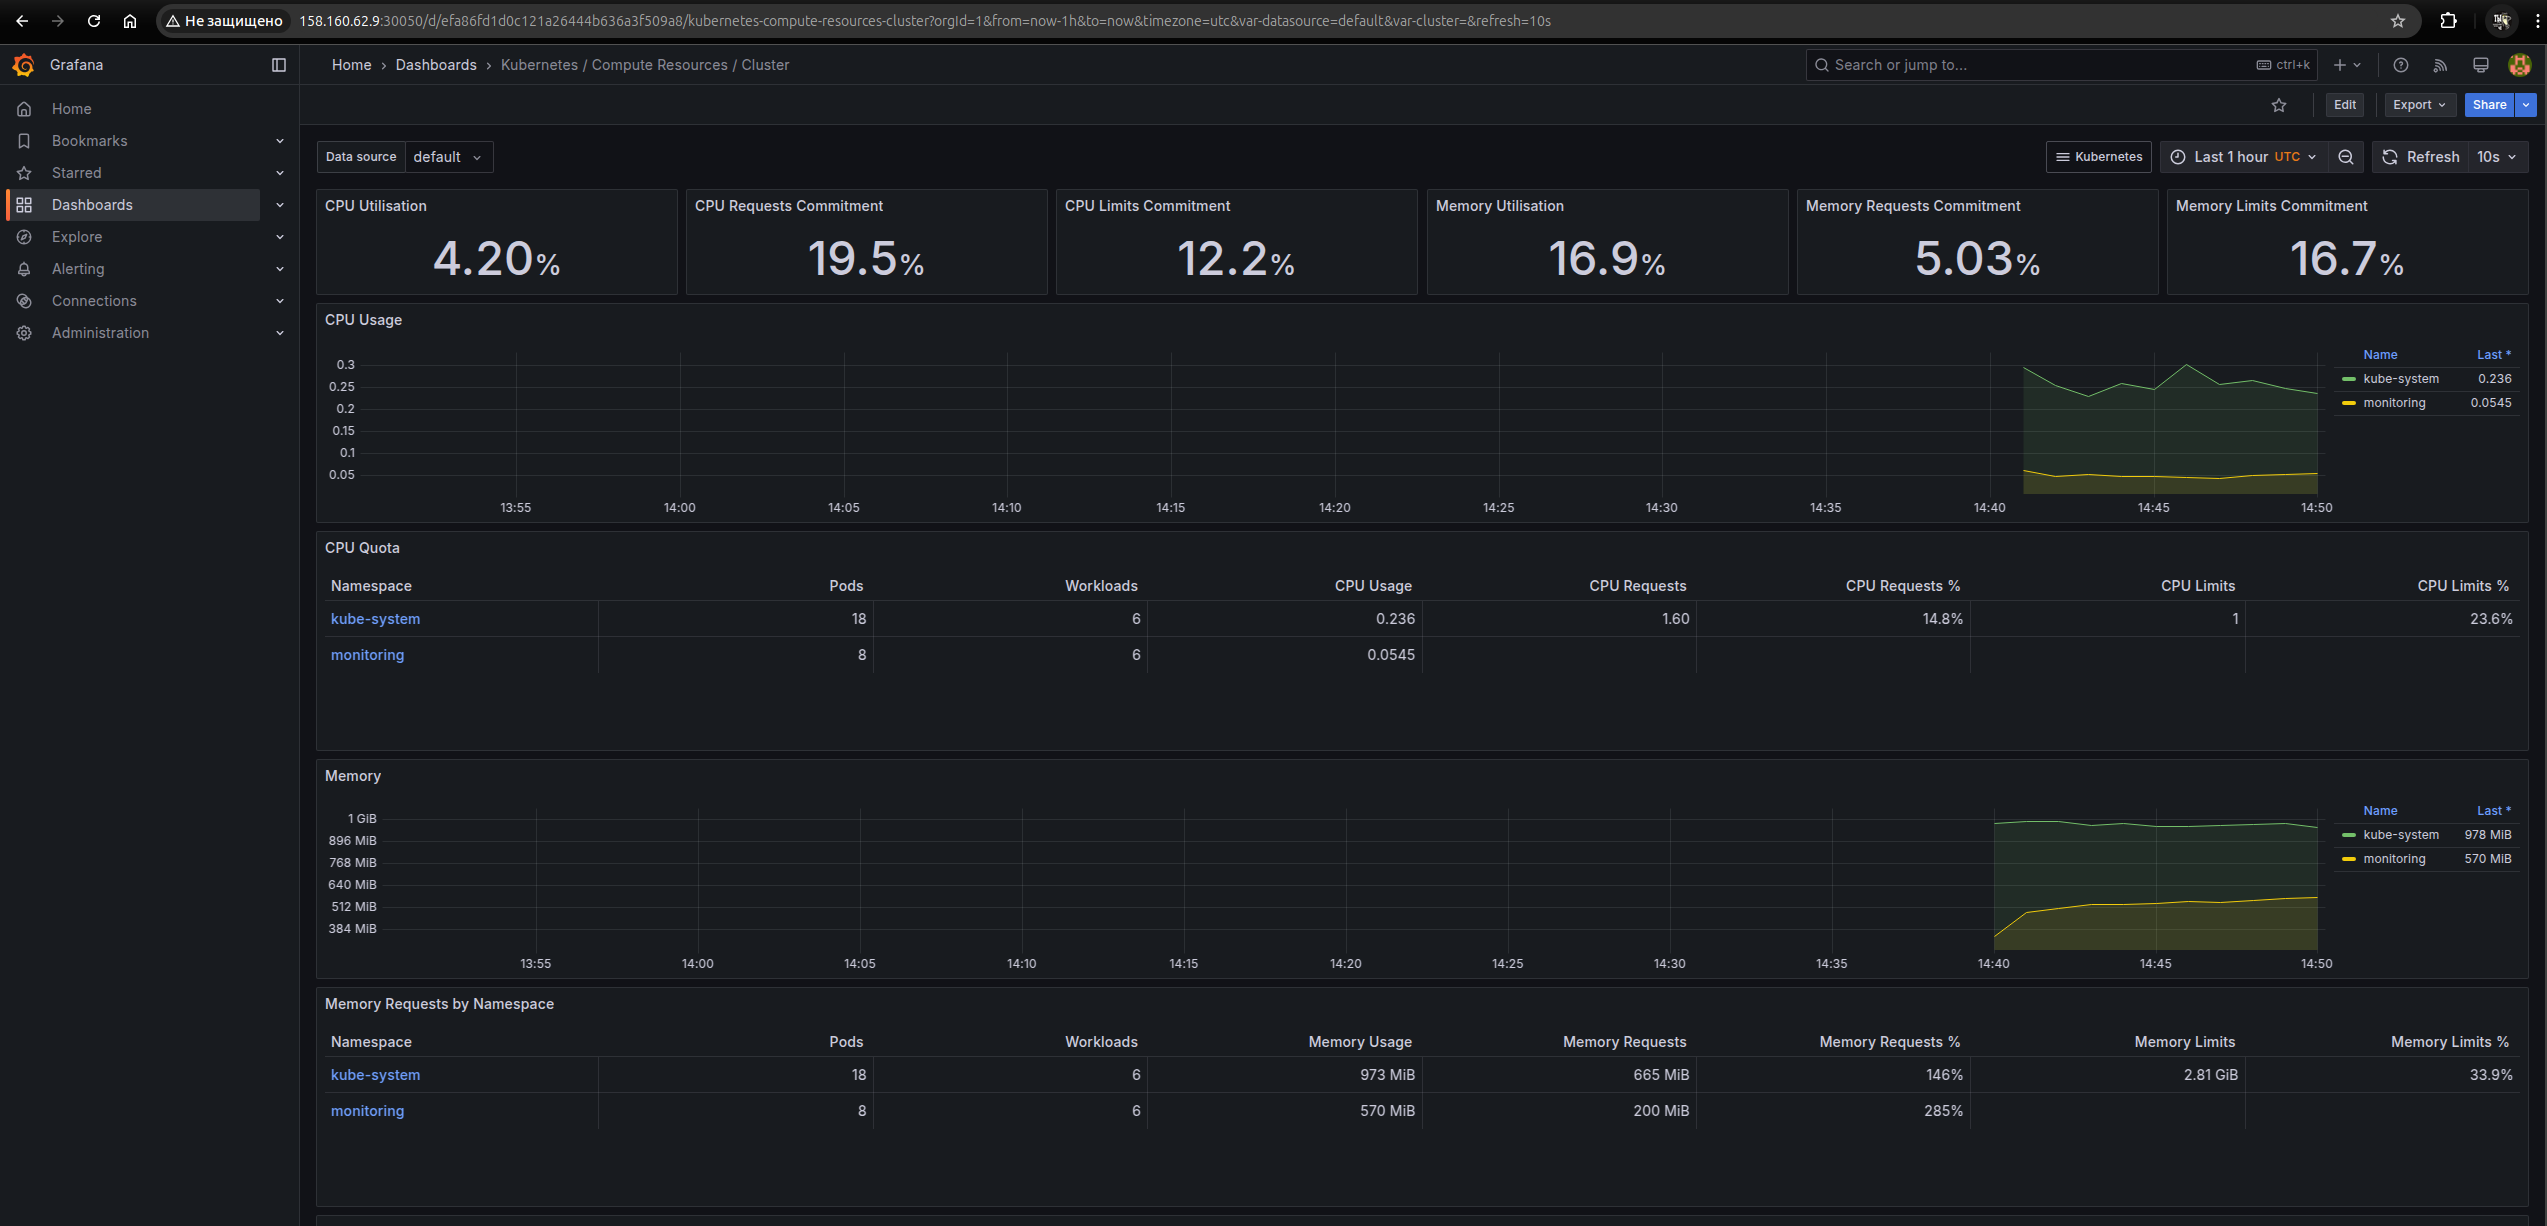 Не защищено 158.160.62.9:30050/d/efa86fd1d0c121a26444b636a3f509a8/kubernetes-compute-resources-cluster?orgId=1&from=now-1h&to=now&timezone=utc&var-datasource=default&var-cluster=&refresh=10s
Grafana
Home › Dashboards › Kubernetes / Compute Resources / Cluster
Search or jump to... ctrl+k
Home
Bookmarks
Starred
Dashboards
Explore
Alerting
Connections
Administration
Edit Export Share
Data source default
Kubernetes Last 1 hour UTC Refresh 10s
CPU Utilisation
4.20%
CPU Requests Commitment
19.5%
CPU Limits Commitment
12.2%
Memory Utilisation
16.9%
Memory Requests Commitment
5.03%
Memory Limits Commitment
16.7%
CPU Usage
0.3
0.25
0.2
0.15
0.1
0.05
13:55 14:00 14:05 14:10 14:15 14:20 14:25 14:30 14:35 14:40 14:45 14:50
Name Last *
kube-system 0.236
monitoring 0.0545
CPU Quota
Namespace Pods Workloads CPU Usage CPU Requests CPU Requests % CPU Limits CPU Limits %
kube-system 18 6 0.236 1.60 14.8% 1 23.6%
monitoring 8 6 0.0545
Memory
1 GiB
896 MiB
768 MiB
640 MiB
512 MiB
384 MiB
13:55 14:00 14:05 14:10 14:15 14:20 14:25 14:30 14:35 14:40 14:45 14:50
Name Last *
kube-system 978 MiB
monitoring 570 MiB
Memory Requests by Namespace
Namespace Pods Workloads Memory Usage Memory Requests Memory Requests % Memory Limits Memory Limits %
kube-system 18 6 973 MiB 665 MiB 146% 2.81 GiB 33.9%
monitoring 8 6 570 MiB 200 MiB 285%